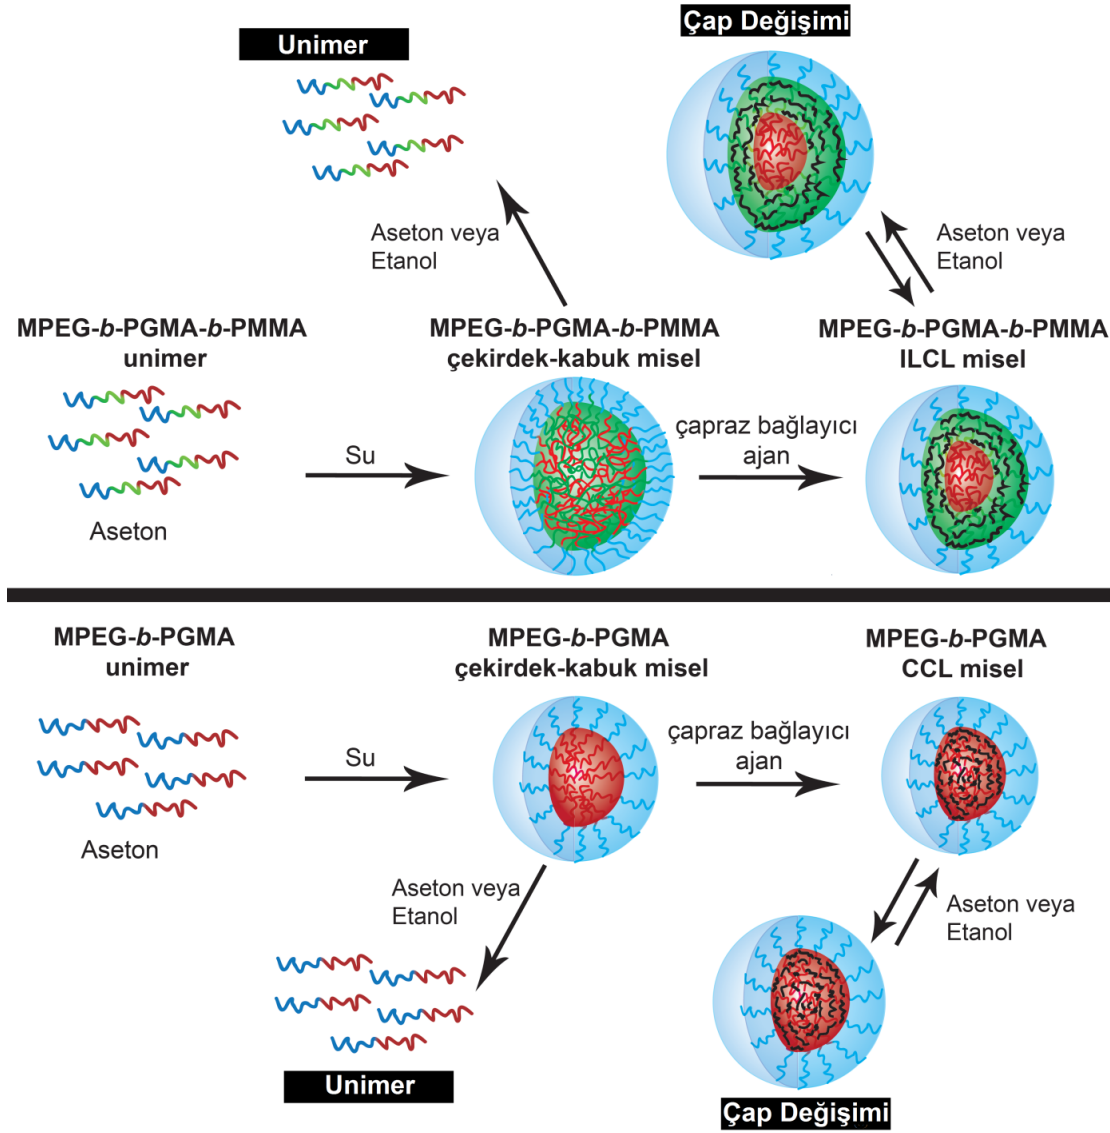 Çap Değişimi
Unimer
Aseton veya
Etanol
Aseton veya
Etanol
MPEG-b-PGMA-b-PMMA
unimer
MPEG-b-PGMA-b-PMMA
çekirdek-kabuk misel
MPEG-b-PGMA-b-PMMA
ILCL misel
Su
çapraz bağlayıcı
ajan
Aseton
MPEG-b-PGMA
unimer
MPEG-b-PGMA
çekirdek-kabuk misel
MPEG-b-PGMA
CCL misel
Su
çapraz bağlayıcı
ajan
Aseton
Aseton veya
Etanol
Aseton veya
Etanol
Unimer
Çap Değişimi